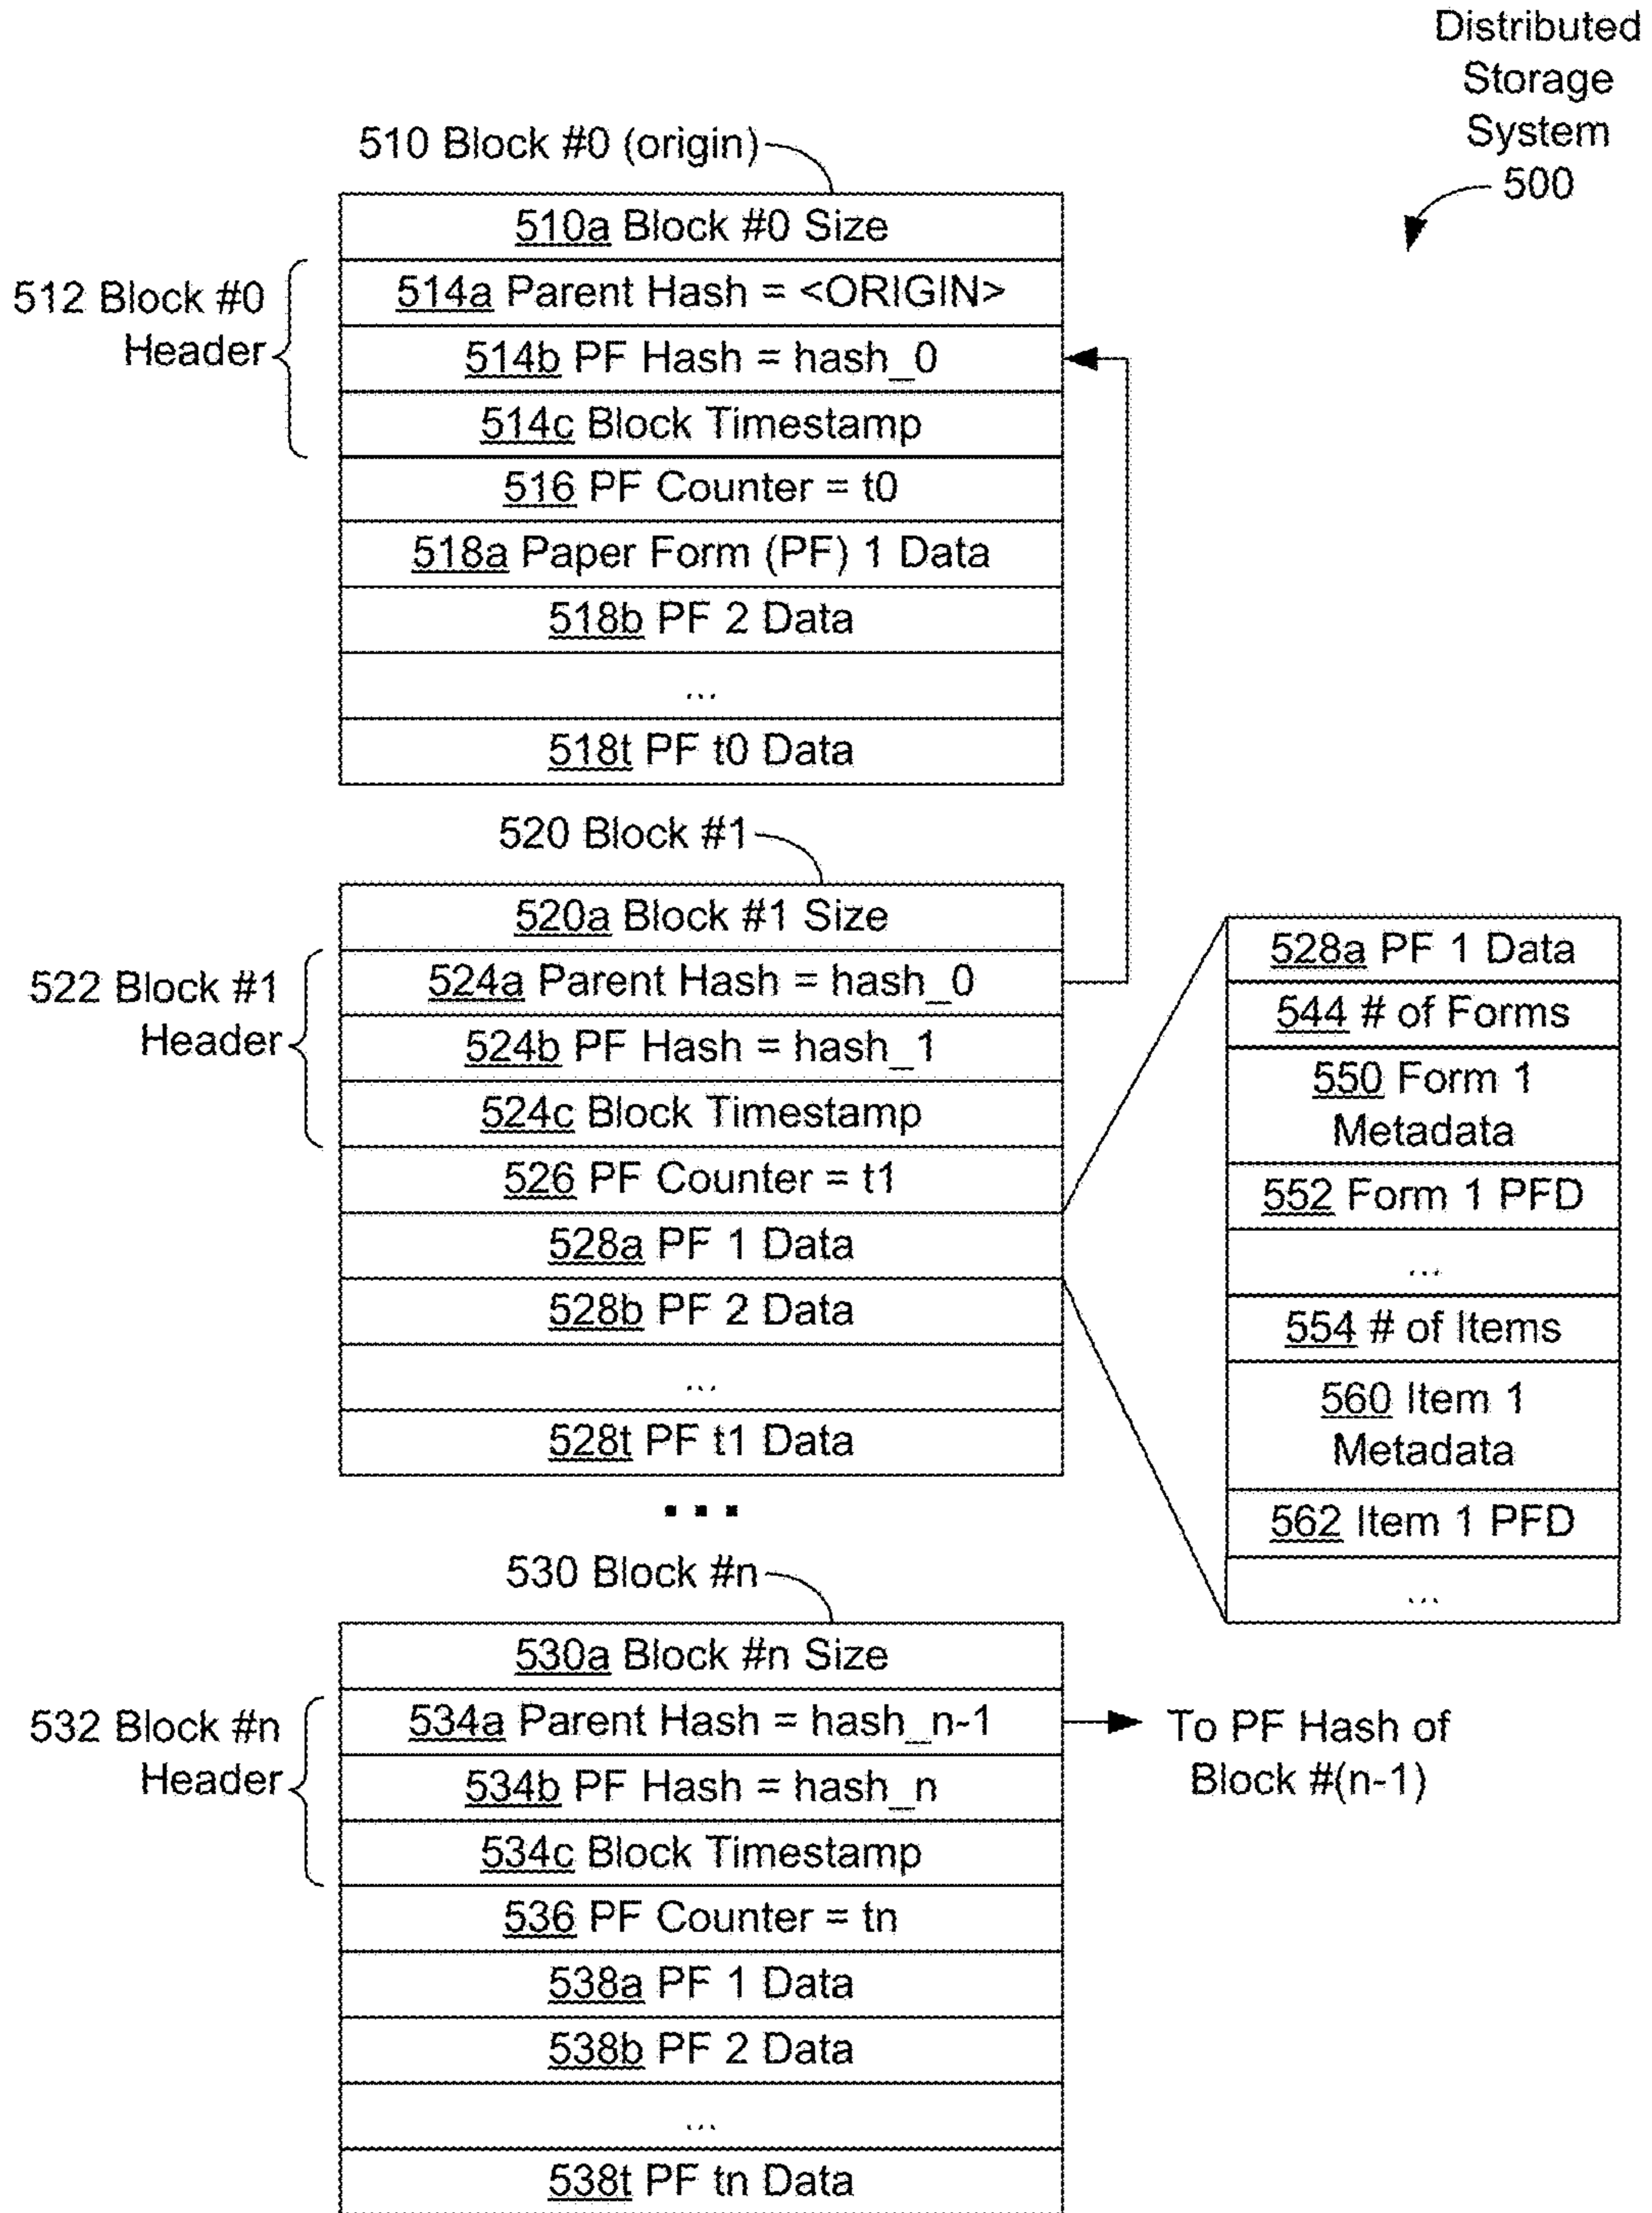 Distributed
Storage
System
500
510 Block #0 (origin)
510a Block #0 Size
512 Block #0
Header
514a Parent Hash = <ORIGIN>
514b PF Hash = hash_0
514c Block Timestamp
516 PF Counter = t0
518a Paper Form (PF) 1 Data
518b PF 2 Data
...
518t PF t0 Data
520 Block #1
520a Block #1 Size
522 Block #1
Header
524a Parent Hash = hash_0
524b PF Hash = hash_1
524c Block Timestamp
526 PF Counter = t1
528a PF 1 Data
528b PF 2 Data
...
528t PF t1 Data
528a PF 1 Data
544 # of Forms
550 Form 1
Metadata
552 Form 1 PFD
...
554 # of Items
560 Item 1
Metadata
562 Item 1 PFD
...
...
530 Block #n
530a Block #n Size
532 Block #n
Header
534a Parent Hash = hash_n-1
To PF Hash of
Block #(n-1)
534b PF Hash = hash_n
534c Block Timestamp
536 PF Counter = tn
538a PF 1 Data
538b PF 2 Data
...
538t PF tn Data